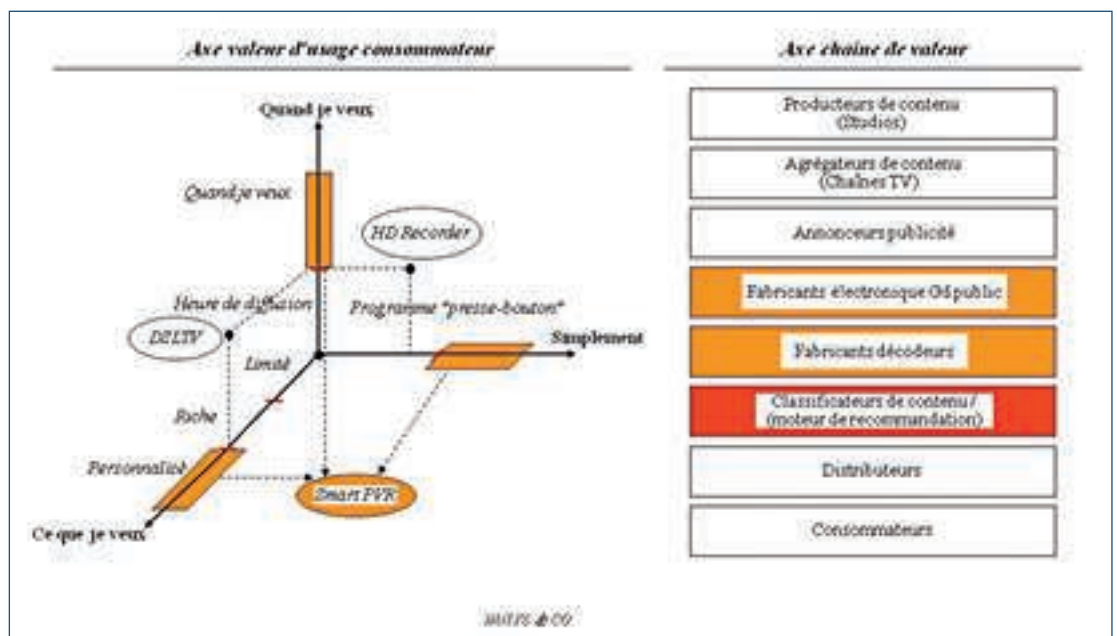 Axe valeur d'usage consommateur
Quand je veux
Quand je veux
HD Recorder
Heure de diffusion
Programme "presse-bouton"
DSLTV
Simplement
Limité
Riche
Personnalisé
Smart PVR
Ce que je veux
Axe chaîne de valeur
Producteurs de contenu
(Studios)
Agrégateurs de contenu
(Chaînes TV)
Annonceurs publicité
Fabricants électronique Gd public
Fabricants décodeurs
Classificateurs de contenu /
(moteur de recommandation)
Distributeurs
Consommateurs
mars & co